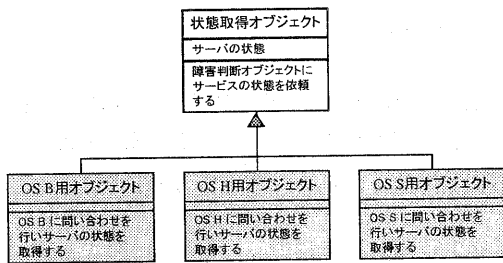 状態取得オブジェクト
サーバの状態
障害判断オブジェクトに
サービスの状態を依頼
する
OS B用オブジェクト
OS Bに問い合わせを
行いサーバの状態を
取得する
OS H用オブジェクト
OS Hに問い合わせを
行いサーバの状態を
取得する
OS S用オブジェクト
OS Sに問い合わせを
行いサーバの状態を
取得する